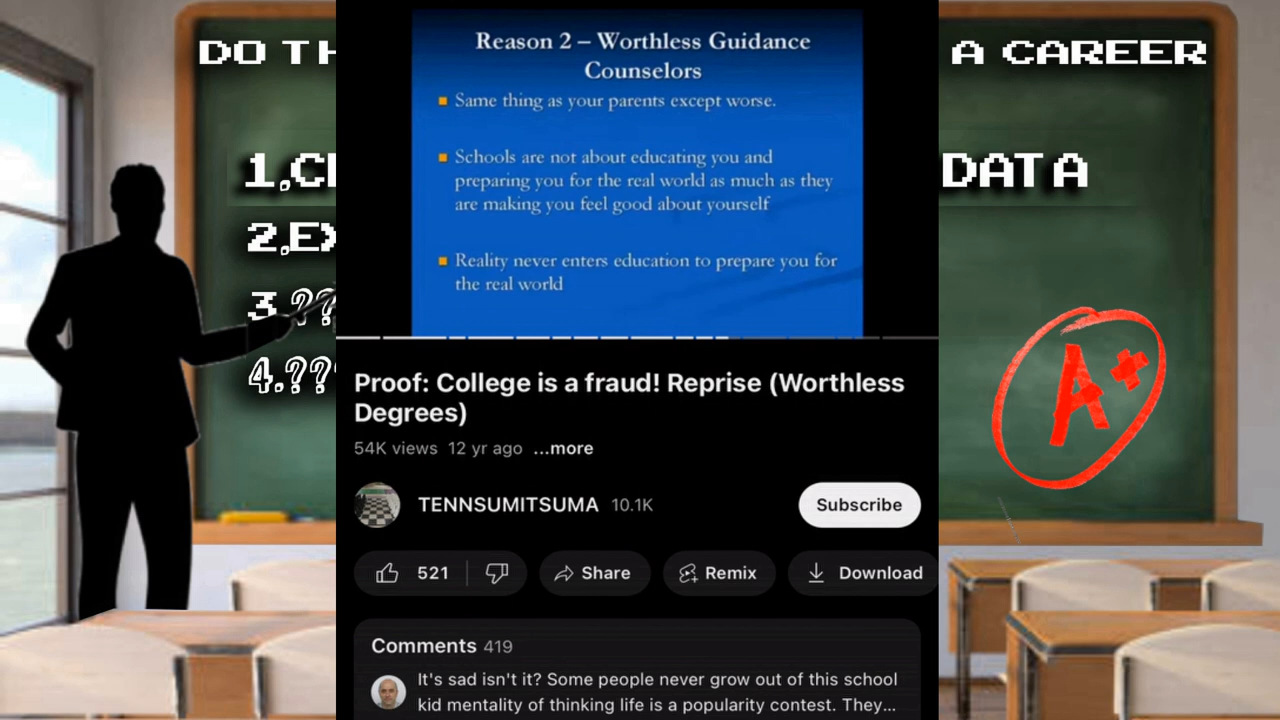 DO TH
A CAREER
1,CI
DATA
2,EX
3.??
4.???
A+
Reason 2 – Worthless Guidance
Counselors
Same thing as your parents except worse.
Schools are not about educating you and
preparing you for the real world as much as they
are making you feel good about yourself
Reality never enters education to prepare you for
the real world
Proof: College is a fraud! Reprise (Worthless
Degrees)
54K views 12 yr ago ...more
TENNSUMITSUMA 10.1K
Subscribe
521
Share
Remix
Download
Comments 419
It's sad isn't it? Some people never grow out of this school
kid mentality of thinking life is a popularity contest. They...